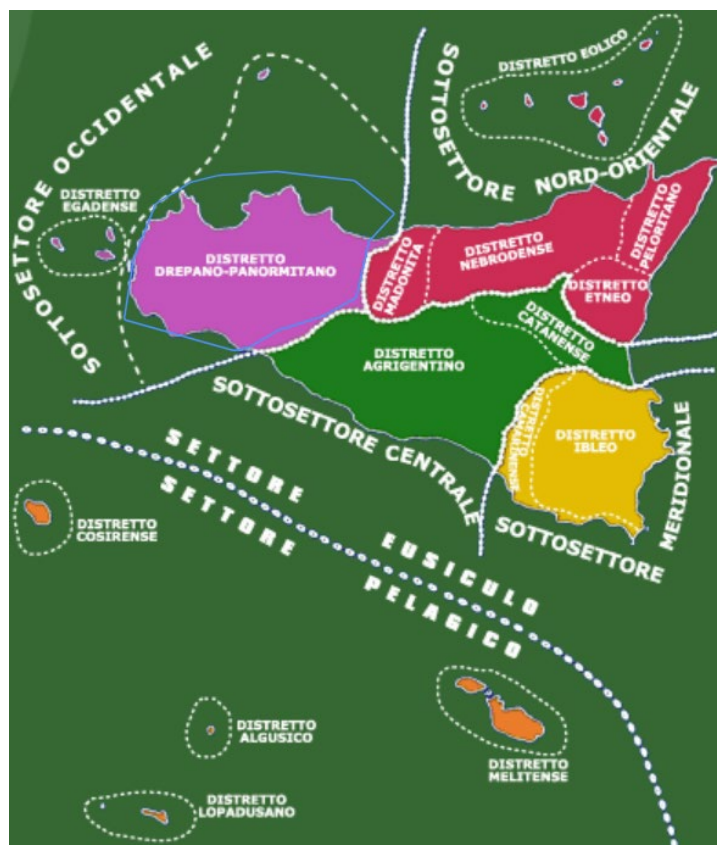 SOTTOSETTORE OCCIDENTALE
DISTRETTO
EGADENSE
DISTRETTO
DREPANO-PANORMITANO
SOTTOSETTORE NORD-ORIENTALE
DISTRETTO EOLICO
DISTRETTO
MADONITA
DISTRETTO
NEBRODENSE
DISTRETTO
PELORITANO
DISTRETTO
ETNEO
DISTRETTO
CATANENSE
DISTRETTO
AGRIGENTINO
SOTTOSETTORE CENTRALE
DISTRETTO
CAMARINENSE
DISTRETTO
IBLEO
SOTTOSETTORE MERIDIONALE
SETTORE EUSICULO
SETTORE PELAGICO
DISTRETTO
COSIRENSE
DISTRETTO
ALGUSICO
DISTRETTO
LOPADUSANO
DISTRETTO
MELITENSE